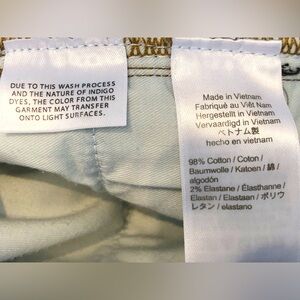 DUE TO THIS WASH PROCESS
AND THE NATURE OF INDIGO
DYES, THE COLOR FROM THIS
GARMENT MAY TRANSFER
ONTO LIGHT SURFACES.
Made in Vietnam
Fabriqué au Viêt Nam
Hergestellt in Vietnam
Vervaardigd in Vietnam
ベトナム製
hecho en vietnam
98% Cotton / Coton /
Baumwolle / Katoen / 綿 /
algodón
2% Elastane / Élasthanne /
Elastan / Elastaan / ポリウ
レタン / elastano